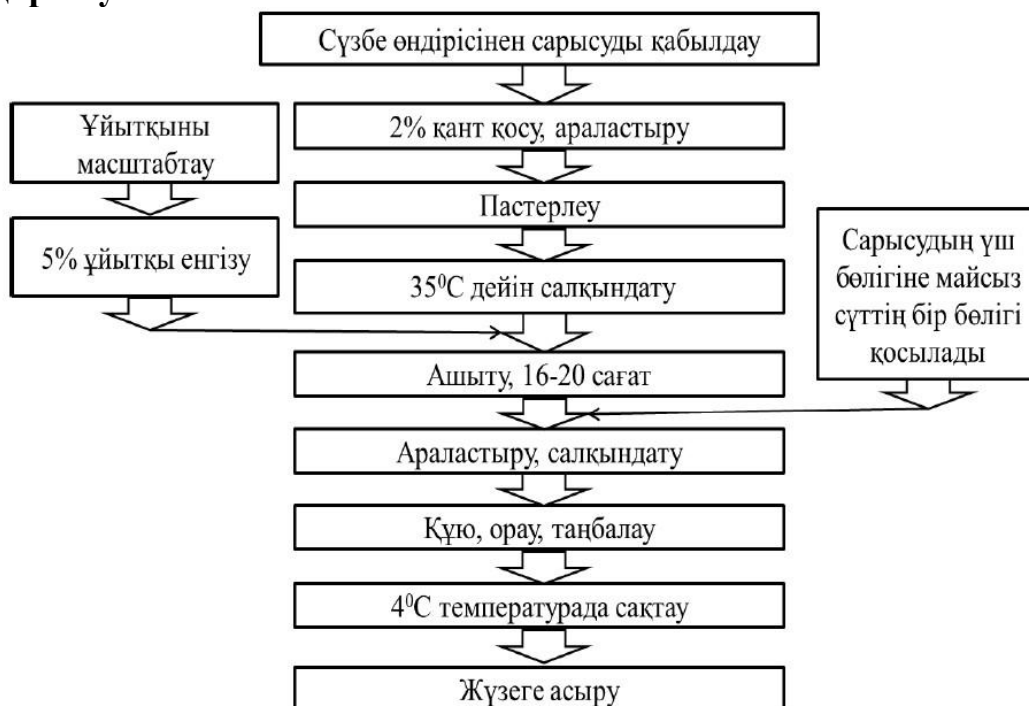 Сүзбе өндірісінен сарысуды қабылдау
Ұйытқыны
масштабтау
2% қант қосу, араластыру
Пастерлеу
5% ұйытқы енгізу
35⁰С дейін салқындату
Сарысудың үш
бөлігіне майсыз
сүттің бір бөлігі
қосылады
Ашыту, 16-20 сағат
Араластыру, салқындату
Құю, орау, таңбалау
4⁰С температурада сақтау
Жүзеге асыру